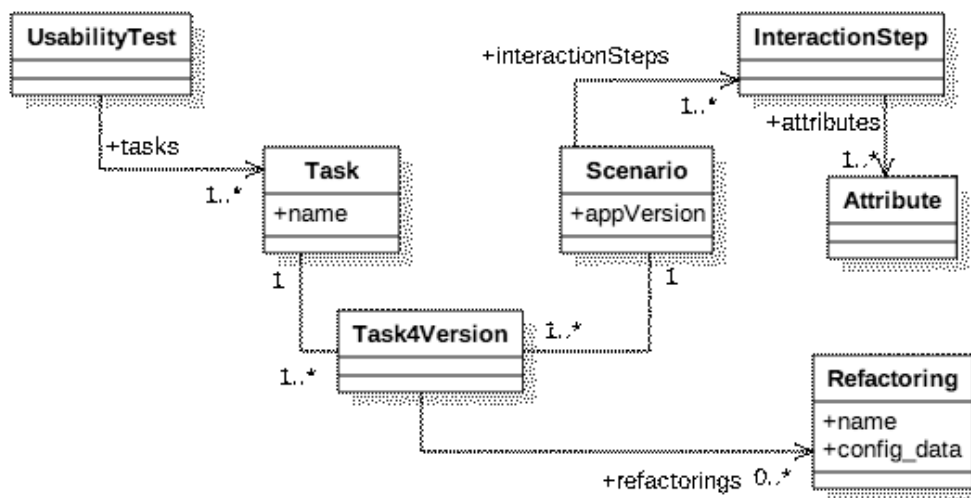 UsabilityTest
InteractionStep
+interactionSteps
1..*
+tasks
+attributes
1..*
1..*
Task
+name
Scenario
+appVersion
Attribute
1
1
Task4Version
1..*
1..*
Refactoring
+name
+config_data
+refactorings
0..*